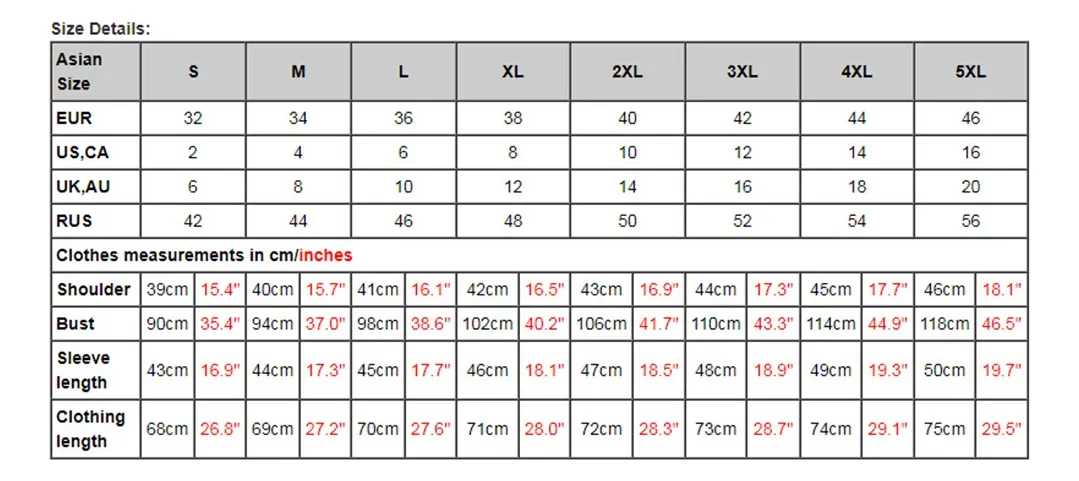 Size Details:
Asian Size S M L XL 2XL 3XL 4XL 5XL
EUR 32 34 36 38 40 42 44 46
US,CA 2 4 6 8 10 12 14 16
UK,AU 6 8 10 12 14 16 18 20
RUS 42 44 46 48 50 52 54 56
Clothes measurements in cm/inches
Shoulder 39cm 15.4" 40cm 15.7" 41cm 16.1" 42cm 16.5" 43cm 16.9" 44cm 17.3" 45cm 17.7" 46cm 18.1"
Bust 90cm 35.4" 94cm 37.0" 98cm 38.6" 102cm 40.2" 106cm 41.7" 110cm 43.3" 114cm 44.9" 118cm 46.5"
Sleeve length 43cm 16.9" 44cm 17.3" 45cm 17.7" 46cm 18.1" 47cm 18.5" 48cm 18.9" 49cm 19.3" 50cm 19.7"
Clothing length 68cm 26.8" 69cm 27.2" 70cm 27.6" 71cm 28.0" 72cm 28.3" 73cm 28.7" 74cm 29.1" 75cm 29.5"